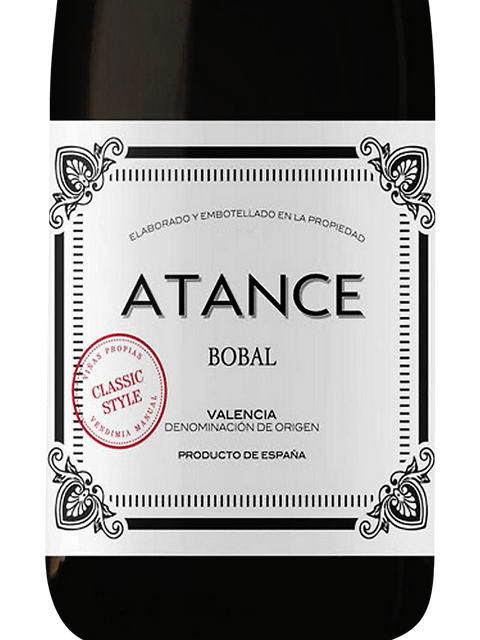 ELABORADO Y EMBOTELLADO EN LA PROPIEDAD
ATANCE
BOBAL
VIÑAS PROPIAS
CLASSIC
STYLE
VENDIMIA MANUAL
VALENCIA
DENOMINACIÓN DE ORIGEN
PRODUCTO DE ESPAÑA